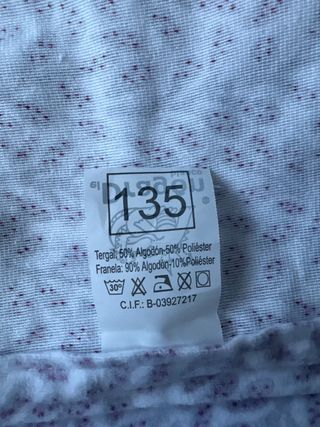 135
Tergal: 50% Algodón-50% Poliéster
Franela: 90% Algodón-10% Poliéster
30°
C.I.F.: B-03927217